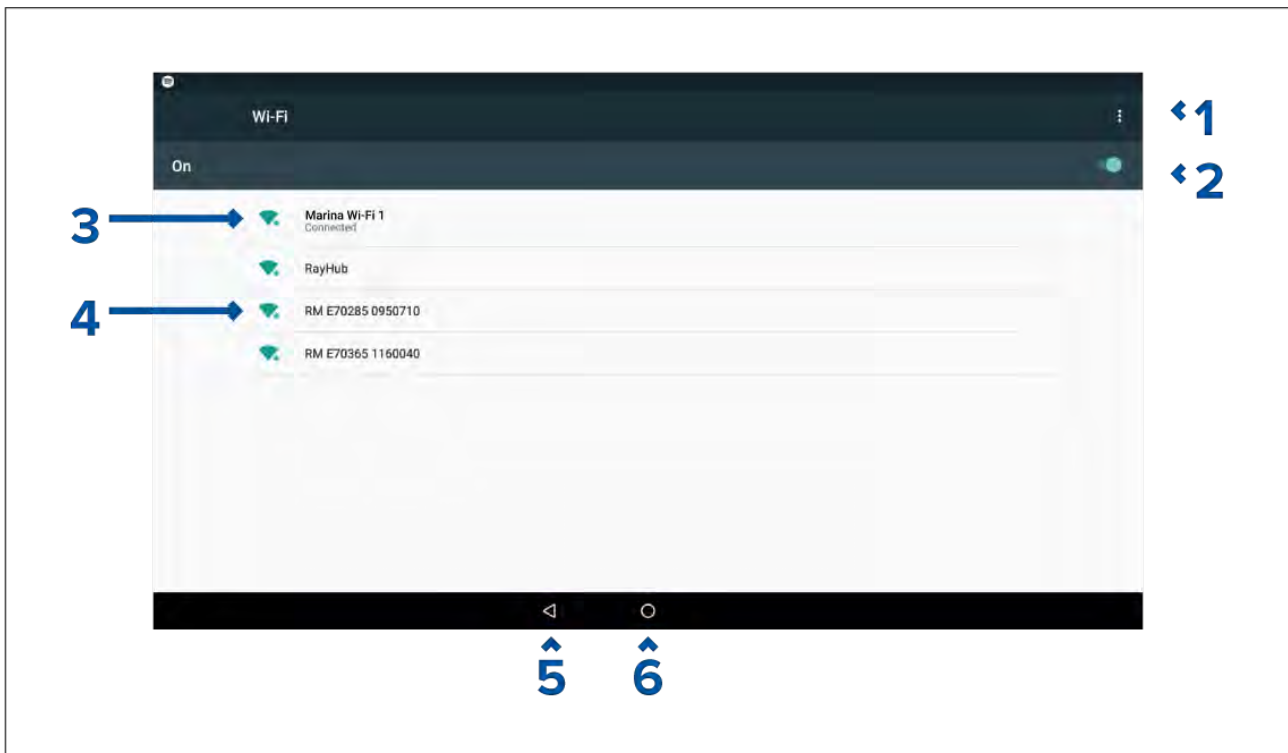 Wi-Fi
1
On
2
3
Marina Wi-Fi 1
Connected
RayHub
4
RM E70285 0950710
RM E70365 1160040
5
6